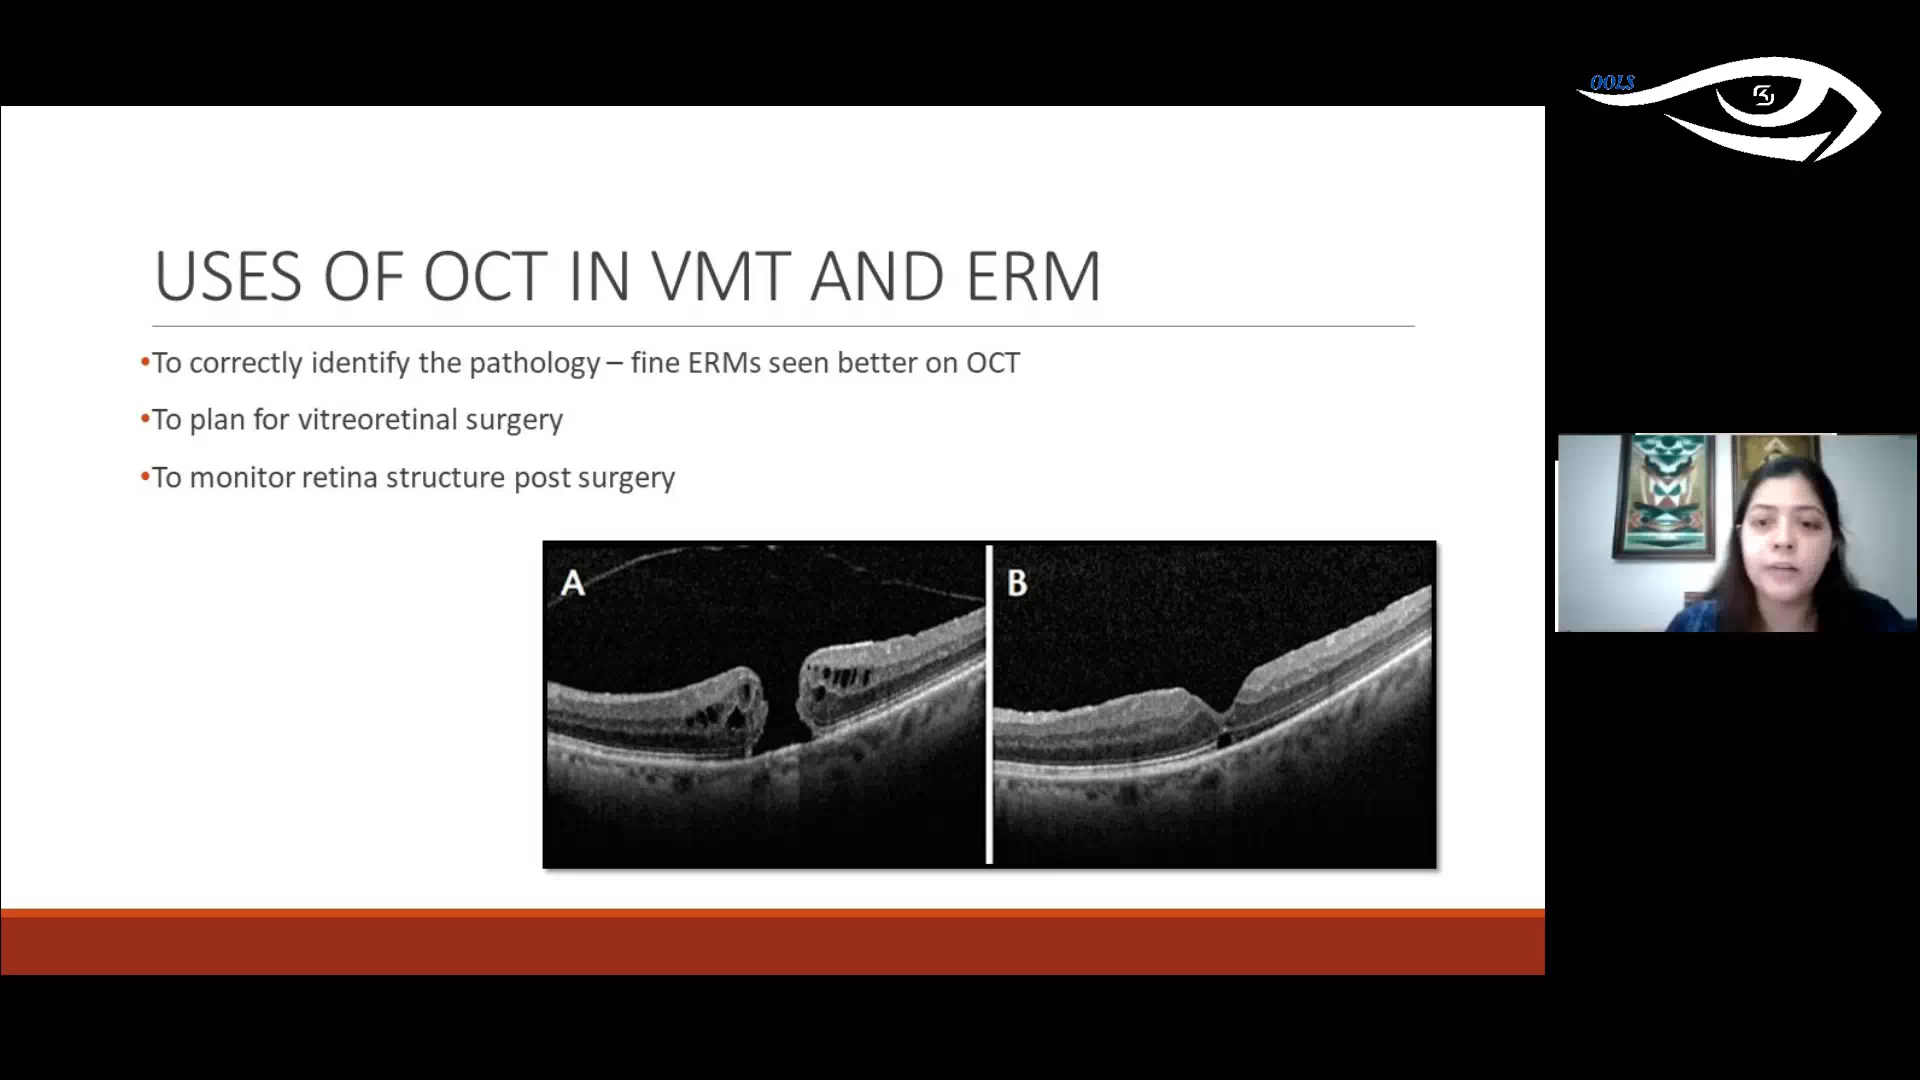 OOLS
USES OF OCT IN VMT AND ERM
•To correctly identify the pathology – fine ERMs seen better on OCT
•To plan for vitreoretinal surgery
•To monitor retina structure post surgery
A
B